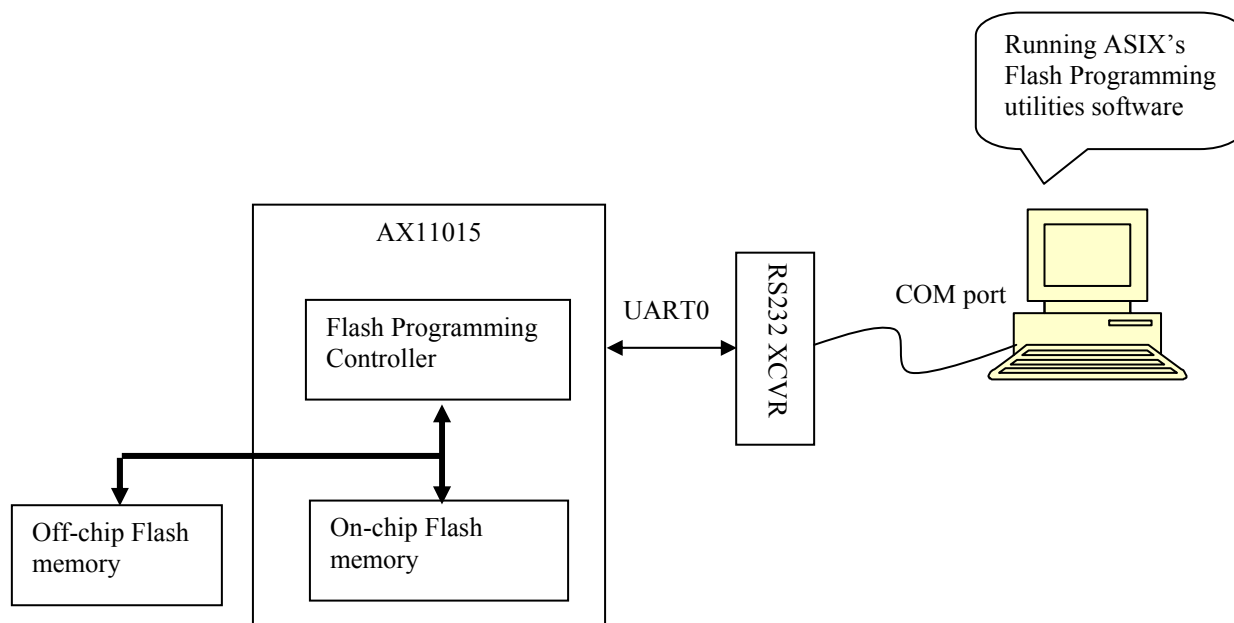 Running ASIX’s
Flash Programming
utilities software
AX11015
Flash Programming
Controller
UART0
RS232 XCVR
COM port
Off-chip Flash
memory
On-chip Flash
memory